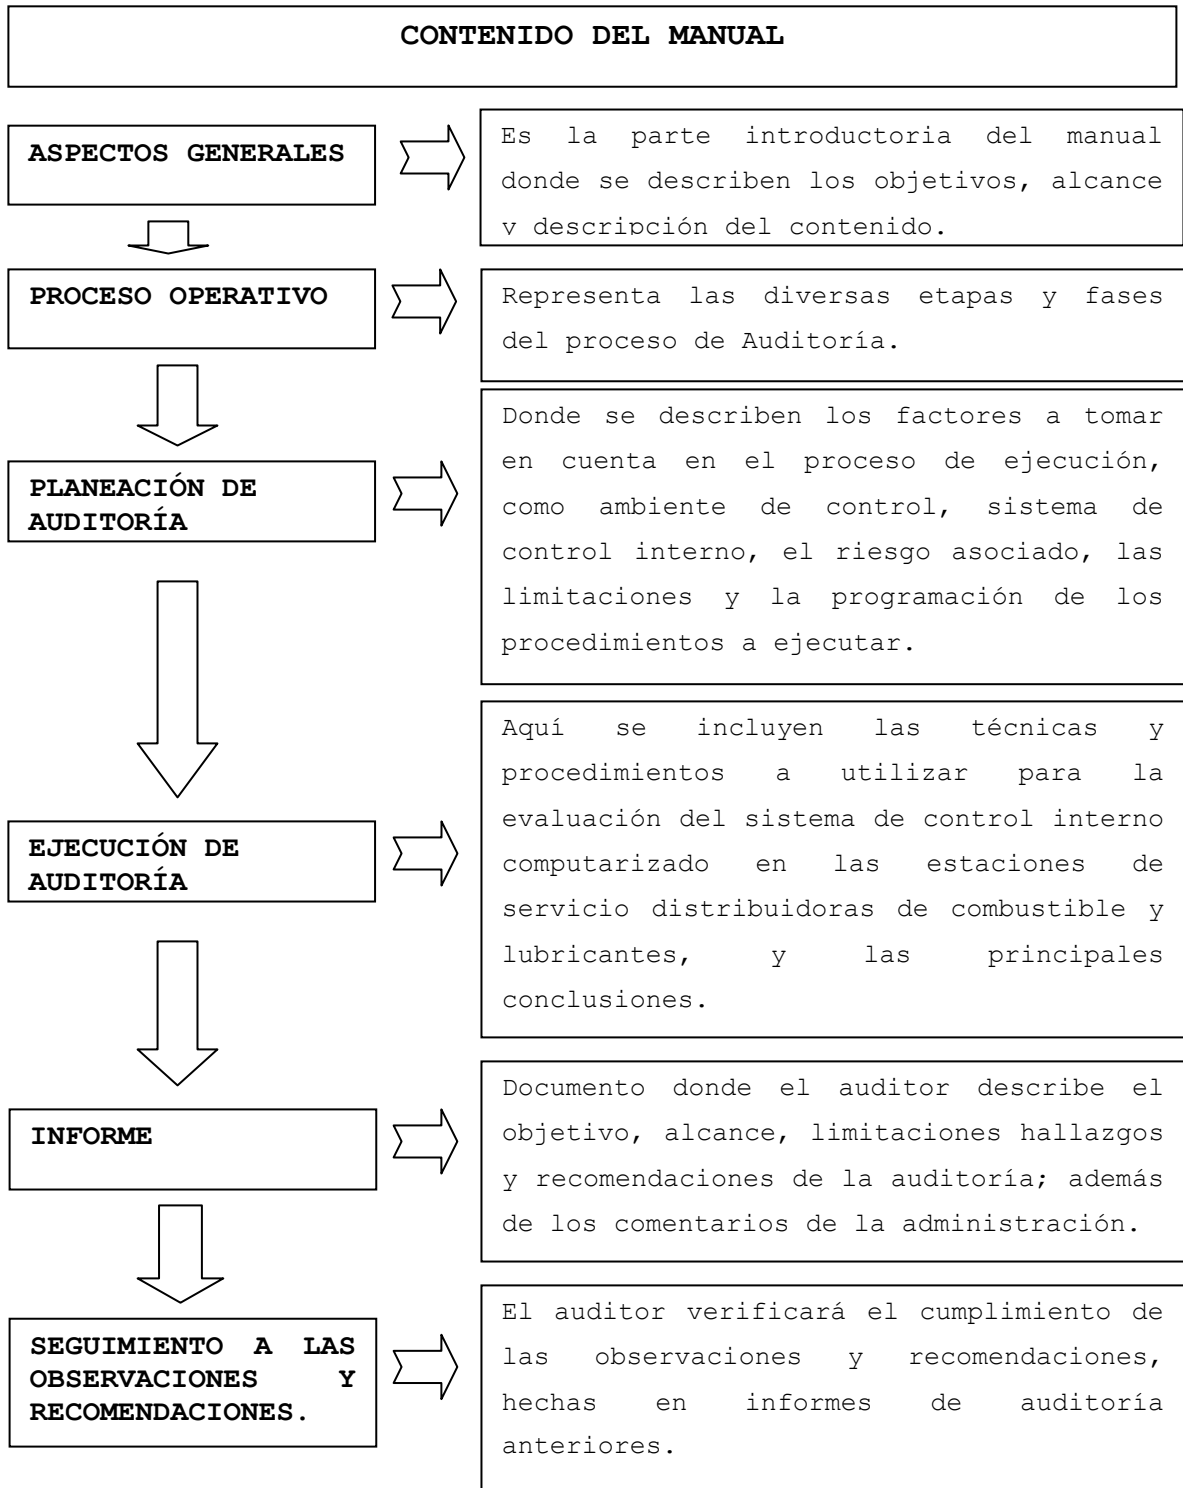 CONTENIDO DEL MANUAL
ASPECTOS GENERALES
Es la parte introductoria del manual
donde se describen los objetivos, alcance
y descripción del contenido.
PROCESO OPERATIVO
Representa las diversas etapas y fases
del proceso de Auditoría.
PLANEACIÓN DE
AUDITORÍA
Donde se describen los factores a tomar
en cuenta en el proceso de ejecución,
como ambiente de control, sistema de
control interno, el riesgo asociado, las
limitaciones y la programación de los
procedimientos a ejecutar.
EJECUCIÓN DE
AUDITORÍA
Aquí se incluyen las técnicas y
procedimientos a utilizar para la
evaluación del sistema de control interno
computarizado en las estaciones de
servicio distribuidoras de combustible y
lubricantes, y las principales
conclusiones.
INFORME
Documento donde el auditor describe el
objetivo, alcance, limitaciones hallazgos
y recomendaciones de la auditoría; además
de los comentarios de la administración.
SEGUIMIENTO A LAS
OBSERVACIONES Y
RECOMENDACIONES.
El auditor verificará el cumplimiento de
las observaciones y recomendaciones,
hechas en informes de auditoría
anteriores.